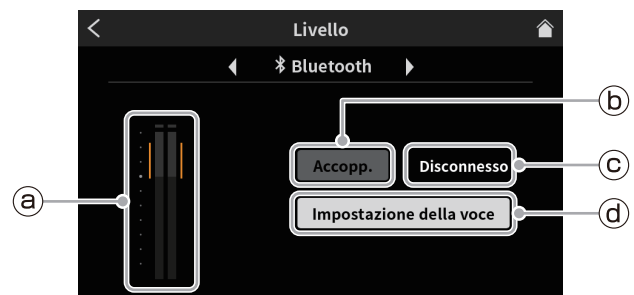 Livello
Bluetooth
b
Accopp.
Disconnesso
c
a
Impostazione della voce
d